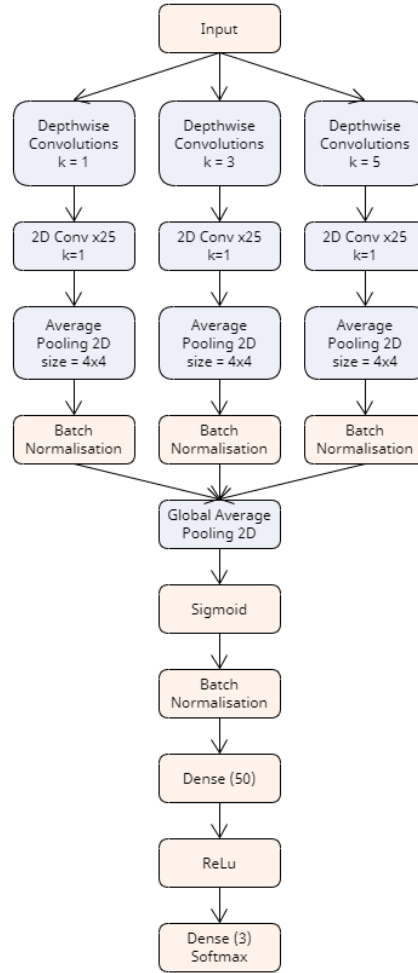 Input
Depthwise
Convolutions
k = 1
Depthwise
Convolutions
k = 3
Depthwise
Convolutions
k = 5
2D Conv x25
k=1
2D Conv x25
k=1
2D Conv x25
k=1
Average
Pooling 2D
size = 4x4
Average
Pooling 2D
size = 4x4
Average
Pooling 2D
size = 4x4
Batch
Normalisation
Batch
Normalisation
Batch
Normalisation
Global Average
Pooling 2D
Sigmoid
Batch
Normalisation
Dense (50)
ReLu
Dense (3)
Softmax